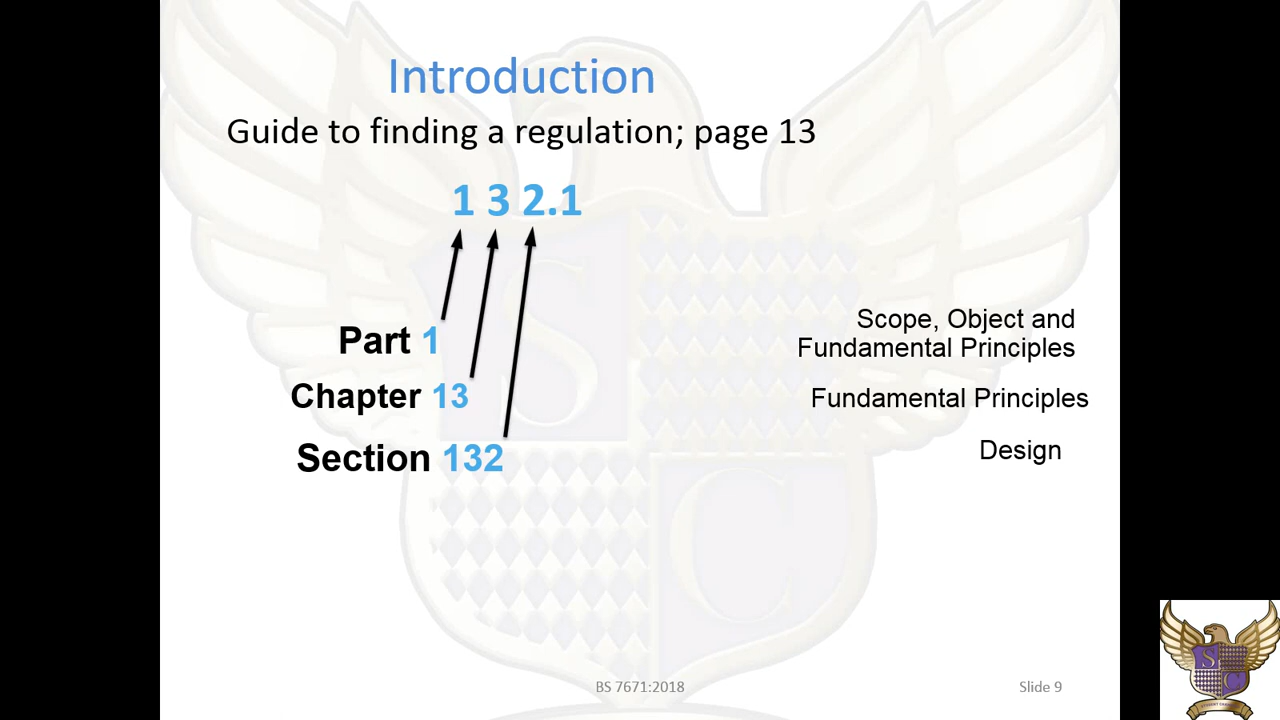 Introduction
Guide to finding a regulation; page 13
1 3 2.1
Part 1
Scope, Object and
Fundamental Principles
Chapter 13
Fundamental Principles
Section 132
Design
BS 7671:2018
Slide 9
S
C
S
C